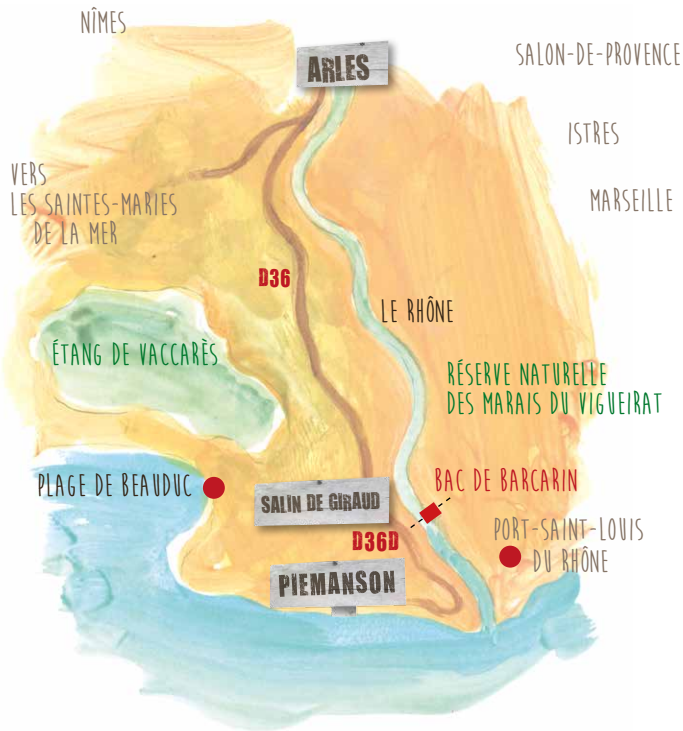 NÎMES
ARLES
SALON-DE-PROVENCE
ISTRES
VERS
LES SAINTES-MARIES
DE LA MER
MARSEILLE
D36
LE RHÔNE
ÉTANG DE VACCARÈS
RÉSERVE NATURELLE
DES MARAIS DU VIGUEIRAT
PLAGE DE BEAUDUC
SALIN DE GIRAUD
BAC DE BARCARIN
D36D
PORT-SAINT-LOUIS
DU RHÔNE
PIEMANSON